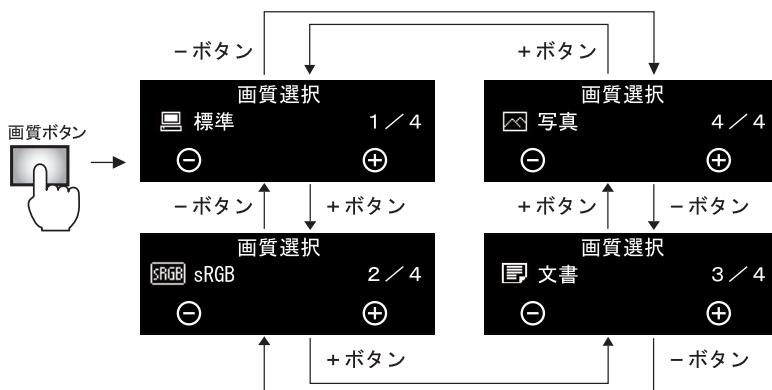 －ボタン
＋ボタン
画質選択
標準 1／4
画質選択
写真 4／4
画質ボタン
－ボタン
＋ボタン
＋ボタン
－ボタン
画質選択
sRGB sRGB 2／4
画質選択
文書 3／4
＋ボタン
－ボタン